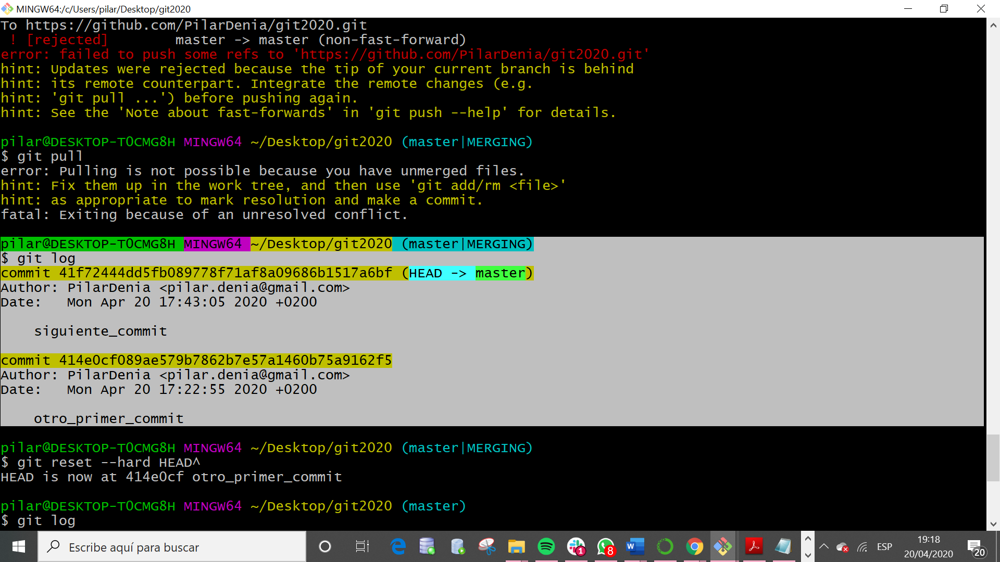 MINGW64:/c/Users/pilar/Desktop/git2020
To https://github.com/PilarDenia/git2020.git
 ! [rejected]        master -> master (non-fast-forward)
error: failed to push some refs to 'https://github.com/PilarDenia/git2020.git'
hint: Updates were rejected because the tip of your current branch is behind
hint: its remote counterpart. Integrate the remote changes (e.g.
hint: 'git pull ...') before pushing again.
hint: See the 'Note about fast-forwards' in 'git push --help' for details.
pilar@DESKTOP-T0CMG8H MINGW64 ~/Desktop/git2020 (master|MERGING)
$ git pull
error: Pulling is not possible because you have unmerged files.
hint: Fix them up in the work tree, and then use 'git add/rm <file>'
hint: as appropriate to mark resolution and make a commit.
fatal: Exiting because of an unresolved conflict.
pilar@DESKTOP-T0CMG8H MINGW64 ~/Desktop/git2020 (master|MERGING)
$ git log
commit 41f72444dd5fb089778f71af8a09686b1517a6bf (HEAD -> master)
Author: PilarDenia <pilar.denia@gmail.com>
Date:   Mon Apr 20 17:43:05 2020 +0200
    siguiente_commit
commit 414e0cf089ae579b7862b7e57a1460b75a9162f5
Author: PilarDenia <pilar.denia@gmail.com>
Date:   Mon Apr 20 17:22:55 2020 +0200
    otro_primer_commit
pilar@DESKTOP-T0CMG8H MINGW64 ~/Desktop/git2020 (master|MERGING)
$ git reset --hard HEAD^
HEAD is now at 414e0cf otro_primer_commit
pilar@DESKTOP-T0CMG8H MINGW64 ~/Desktop/git2020 (master)
$ git log
Escribe aquí para buscar
1
8
W
ESP
19:18
20/04/2020
20